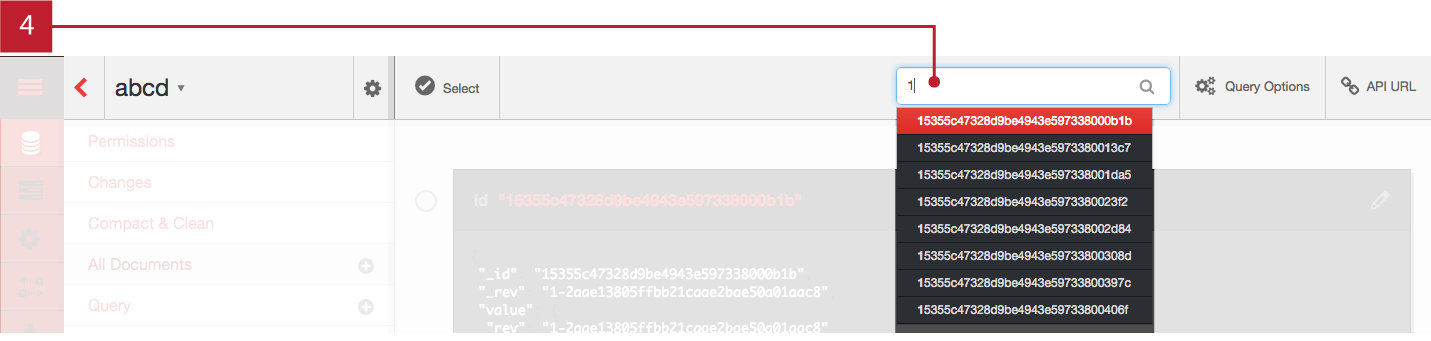 4
abcd
Select
1
Query Options
API URL
15355c47328d9be4943e597338000b1b
15355c47328d9be4943e5973380013c7
15355c47328d9be4943e597338001da5
15355c47328d9be4943e5973380023f2
15355c47328d9be4943e597338002d84
15355c47328d9be4943e59733800308d
15355c47328d9be4943e59733800397c
15355c47328d9be4943e59733800406f
Permissions
Changes
Compact & Clean
All Documents
Query
id "15355c47328d9be4943e597338000b1b"
"_id" "15355c47328d9be4943e597338000b1b"
"_rev" "1-2aae13805ffbb21caae2bae50a01aac8"
"value"
"rev" "1-2aae13805ffbb21caae2bae50a01aac8"